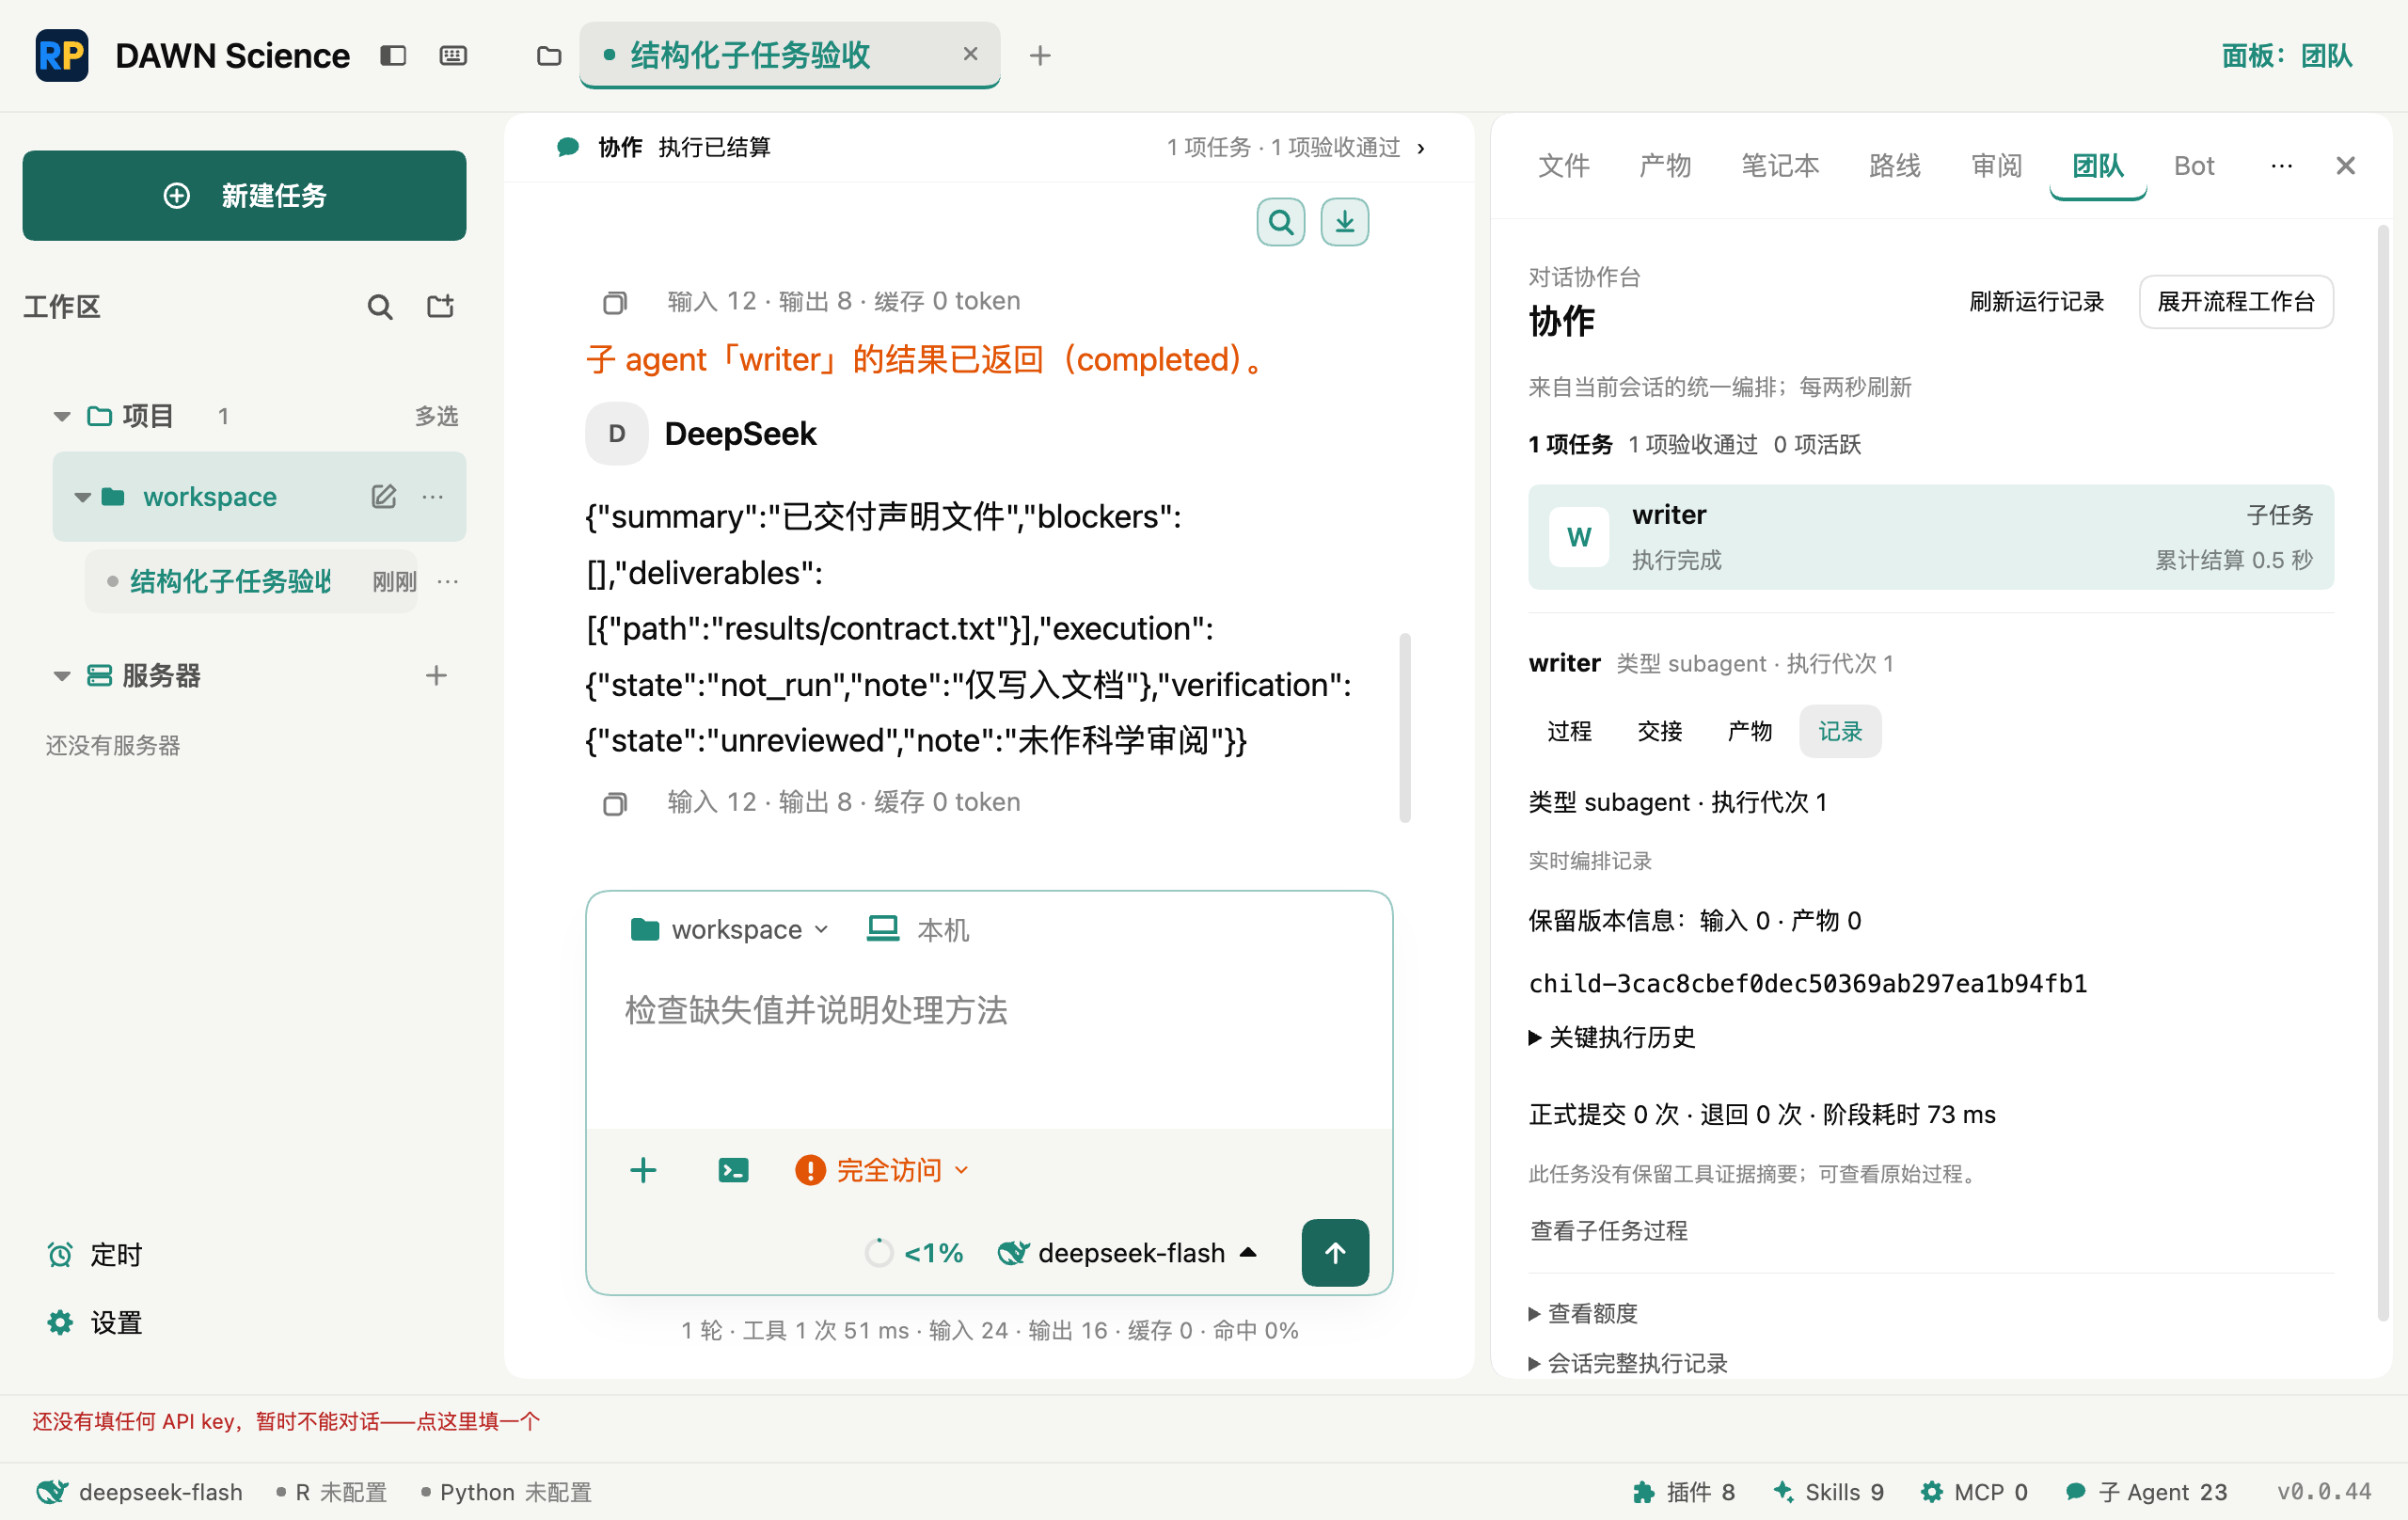 RP DAWN Science
结构化子任务验收
面板：团队
新建任务
工作区
项目 1 多选
workspace
结构化子任务验收 刚刚
服务器
还没有服务器
定时
设置
协作 执行已结算 1 项任务 · 1 项验收通过 ›
输入 12 · 输出 8 · 缓存 0 token
子 agent「writer」的结果已返回（completed）。
D DeepSeek
{"summary":"已交付声明文件","blockers":
[],"deliverables":
[{"path":"results/contract.txt"}],"execution":
{"state":"not_run","note":"仅写入文档"},"verification":
{"state":"unreviewed","note":"未作科学审阅"}}
输入 12 · 输出 8 · 缓存 0 token
workspace 本机
检查缺失值并说明处理方法
完全访问
<1% deepseek-flash
1 轮 · 工具 1 次 51 ms · 输入 24 · 输出 16 · 缓存 0 · 命中 0%
文件 产物 笔记本 路线 审阅 团队 Bot ···
对话协作台
协作
刷新运行记录 展开流程工作台
来自当前会话的统一编排；每两秒刷新
1 项任务 1 项验收通过 0 项活跃
W writer 子任务
执行完成 累计结算 0.5 秒
writer 类型 subagent · 执行代次 1
过程 交接 产物 记录
类型 subagent · 执行代次 1
实时编排记录
保留版本信息：输入 0 · 产物 0
child-3cac8cbef0dec50369ab297ea1b94fb1
关键执行历史
正式提交 0 次 · 退回 0 次 · 阶段耗时 73 ms
此任务没有保留工具证据摘要；可查看原始过程。
查看子任务过程
查看额度
会话完整执行记录
还没有填任何 API key，暂时不能对话——点这里填一个
deepseek-flash R 未配置 Python 未配置
插件 8 Skills 9 MCP 0 子 Agent 23 v0.0.44